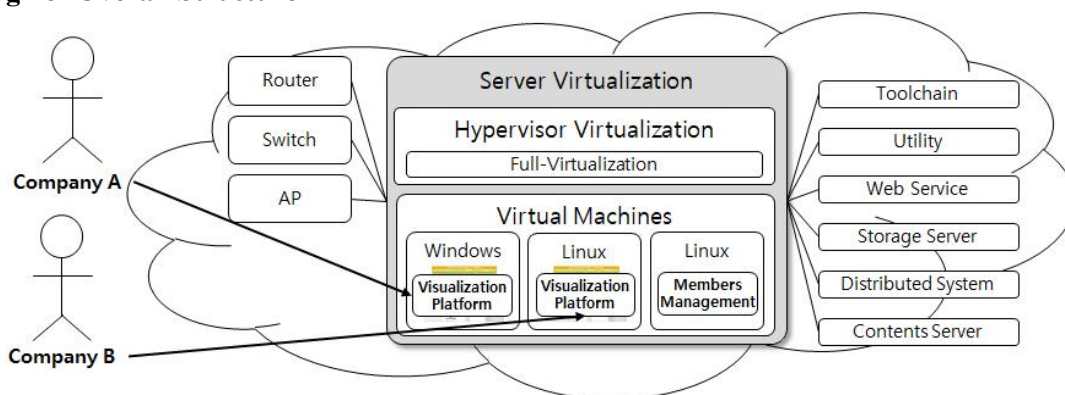 Router
Switch
AP
Company A
Company B
Server Virtualization
Hypervisor Virtualization
Full-Virtualization
Virtual Machines
Windows
Visualization
Platform
Linux
Visualization
Platform
Linux
Members
Management
Toolchain
Utility
Web Service
Storage Server
Distributed System
Contents Server